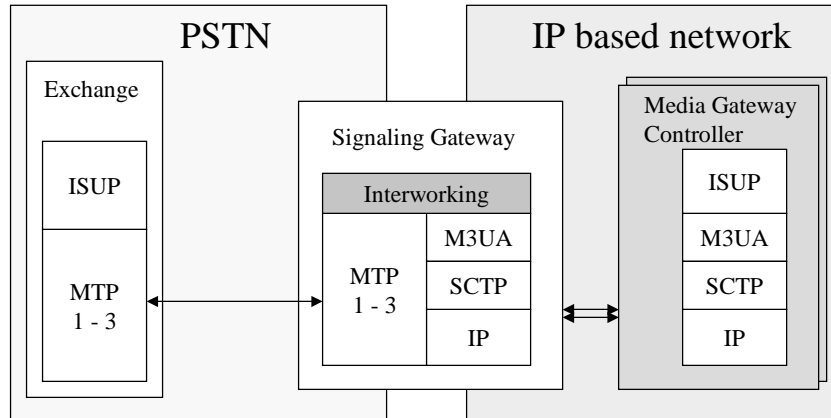 PSTN
IP based network
Exchange
ISUP
MTP
1 - 3
Signaling Gateway
Interworking
MTP
1 - 3
M3UA
SCTP
IP
Media Gateway
Controller
ISUP
M3UA
SCTP
IP